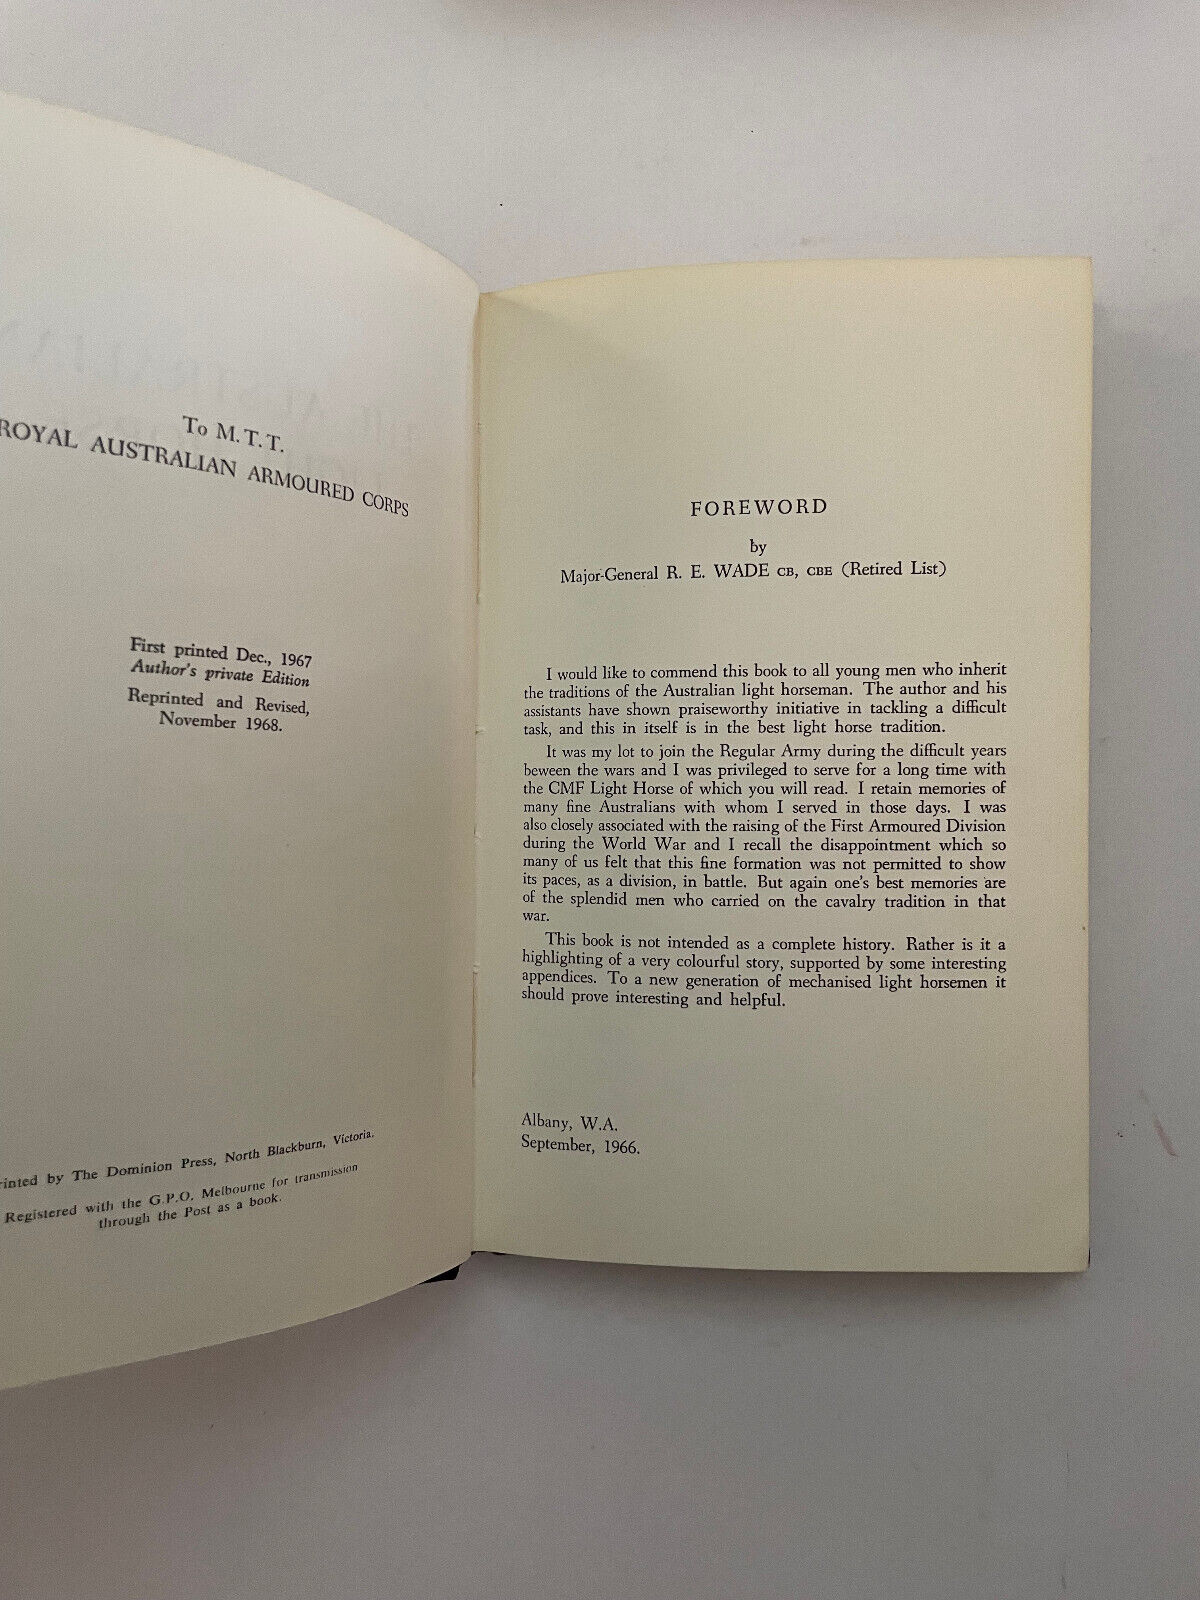 To M.T.T.
ROYAL AUSTRALIAN ARMOURED CORPS
First printed Dec., 1967
Author's private Edition
Reprinted and Revised,
November 1968.
by The Dominion Press, North Blackburn, Victoria.
Registered with the G.P.O. Melbourne for transmission
through the Post as a book.
FOREWORD
by
Major-General R. E. WADE CB, CBE (Retired List)
I would like to commend this book to all young men who inherit
the traditions of the Australian light horseman. The author and his
assistants have shown praiseworthy initiative in tackling a difficult
task, and this in itself is in the best light horse tradition.
It was my lot to join the Regular Army during the difficult years
beween the wars and I was privileged to serve for a long time with
the CMF Light Horse of which you will read. I retain memories of
many fine Australians with whom I served in those days. I was
also closely associated with the raising of the First Armoured Division
during the World War and I recall the disappointment which so
many of us felt that this fine formation was not permitted to show
its paces, as a division, in battle. But again one's best memories are
of the splendid men who carried on the cavalry tradition in that
war.
This book is not intended as a complete history. Rather is it a
highlighting of a very colourful story, supported by some interesting
appendices. To a new generation of mechanised light horsemen it
should prove interesting and helpful.
Albany, W.A.
September, 1966.